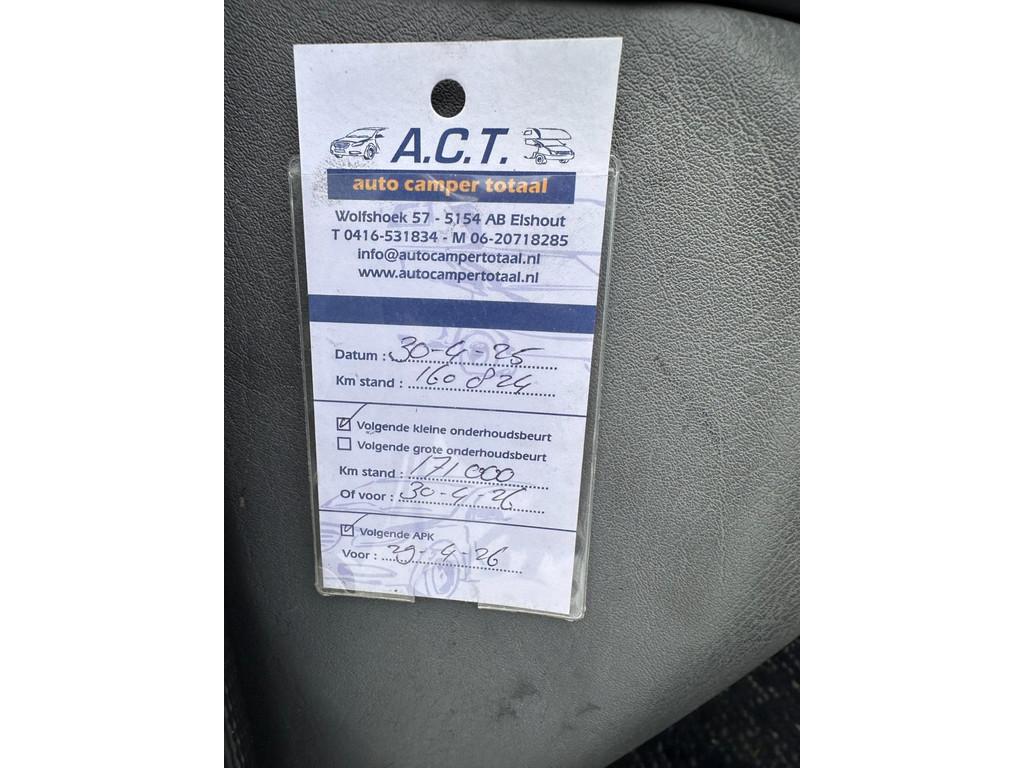 A.C.T.
auto camper totaal
Wolfshoek 57 - 5154 AB Elshout
T 0416-531834 - M 06-20718285
info@autocampertotaal.nl
www.autocampertotaal.nl
Datum : 30-4-25
Km stand : 160 824
Volgende kleine onderhoudsbeurt
Volgende grote onderhoudsbeurt
Km stand : 171 000
Of voor : 30-4-26
Volgende APK
Voor : 29-4-26